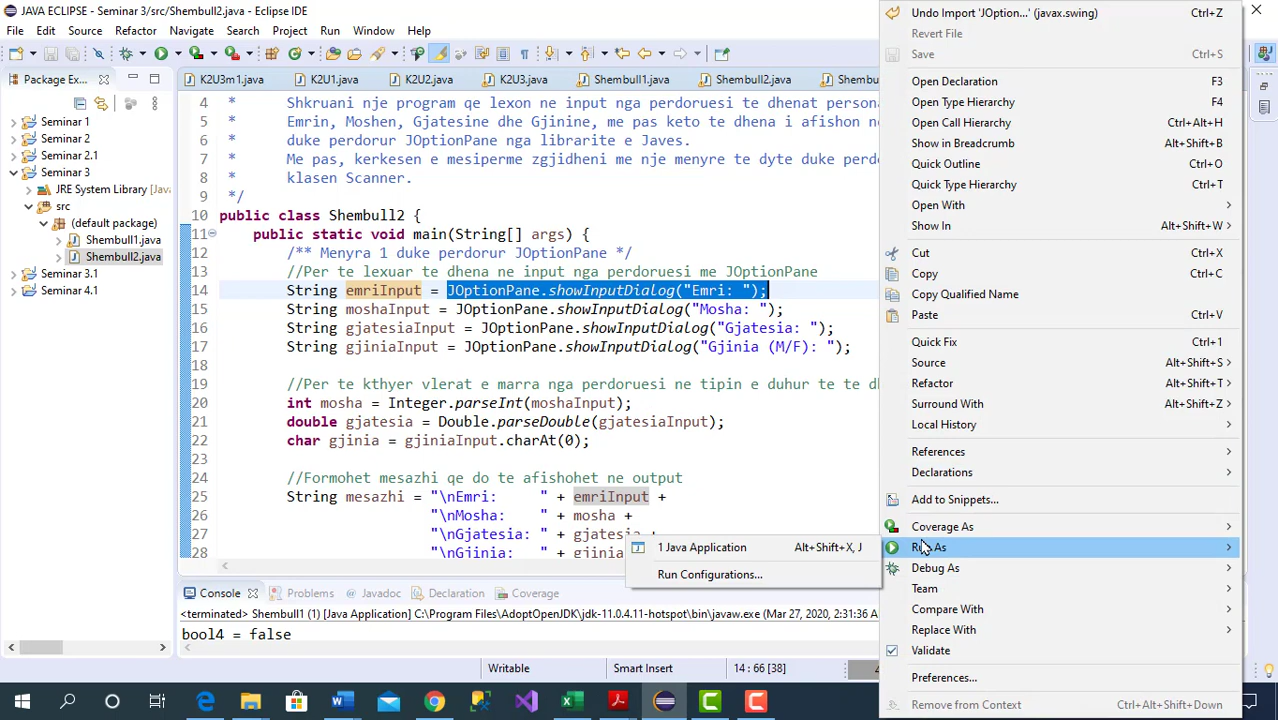 JAVA ECLIPSE - Seminar 3/src/Shembull2.java - Eclipse IDE
File Edit Source Refactor Navigate Search Project Run Window Help
Package Ex...
K2U3m1.java K2U1.java K2U2.java K2U3.java Shembull1.java Shembull2.java Shembu
Seminar 1
Seminar 2
Seminar 2.1
Seminar 3
JRE System Library [Java
src
(default package)
Shembull1.java
Shembull2.java
Seminar 3.1
Seminar 4.1
4 * Shkruani nje program qe lexon ne input nga perdoruesi te dhenat persona
5 * Emrin, Moshen, Gjatesine dhe Gjinine, me pas keto te dhena i afishon ne
6 * duke perdorur JOptionPane nga librarite e Javes.
7 * Me pas, kerkesen e mesiperme zgjidheni me nje menyre te dyte duke perdo
8 * klasen Scanner.
9 */
10 public class Shembull2 {
11 public static void main(String[] args) {
12 /** Menyra 1 duke perdorur JOptionPane */
13 //Per te lexuar te dhena ne input nga perdoruesi me JOptionPane
14 String emriInput = JOptionPane.showInputDialog("Emri: ");
15 String moshaInput = JOptionPane.showInputDialog("Mosha: ");
16 String gjatesiaInput = JOptionPane.showInputDialog("Gjatesia: ");
17 String gjiniaInput = JOptionPane.showInputDialog("Gjinia (M/F): ");
18
19 //Per te kthyer vlerat e marra nga perdoruesi ne tipin e duhur te te dh
20 int mosha = Integer.parseInt(moshaInput);
21 double gjatesia = Double.parseDouble(gjatesiaInput);
22 char gjinia = gjiniaInput.charAt(0);
23
24 //Formohet mesazhi qe do te afishohet ne output
25 String mesazhi = "\nEmri: " + emriInput +
26 "\nMosha: " + mosha +
27 "\nGjatesia: " + gjatesia +
28 "\nGjinia: " + gjini
Console Problems Javadoc Declaration Coverage
<terminated> Shembull1 (1) [Java Application] C:\Program Files\AdoptOpenJDK\jdk-11.0.4.11-hotspot\bin\javaw.exe (Mar 27, 2020, 2:31:36
bool4 = false
Writable Smart Insert 14 : 66 [38]
Undo Import 'JOption...' (javax.swing) Ctrl+Z
Revert File
Save Ctrl+S
Open Declaration F3
Open Type Hierarchy F4
Open Call Hierarchy Ctrl+Alt+H
Show in Breadcrumb Alt+Shift+B
Quick Outline Ctrl+O
Quick Type Hierarchy Ctrl+T
Open With
Show In Alt+Shift+W
Cut Ctrl+X
Copy Ctrl+C
Copy Qualified Name
Paste Ctrl+V
Quick Fix Ctrl+1
Source Alt+Shift+S
Refactor Alt+Shift+T
Surround With Alt+Shift+Z
Local History
References
Declarations
Add to Snippets...
Coverage As
Run As
Debug As
Team
Compare With
Replace With
Validate
Preferences...
Remove from Context Ctrl+Alt+Shift+Down
1 Java Application Alt+Shift+X, J
Run Configurations...